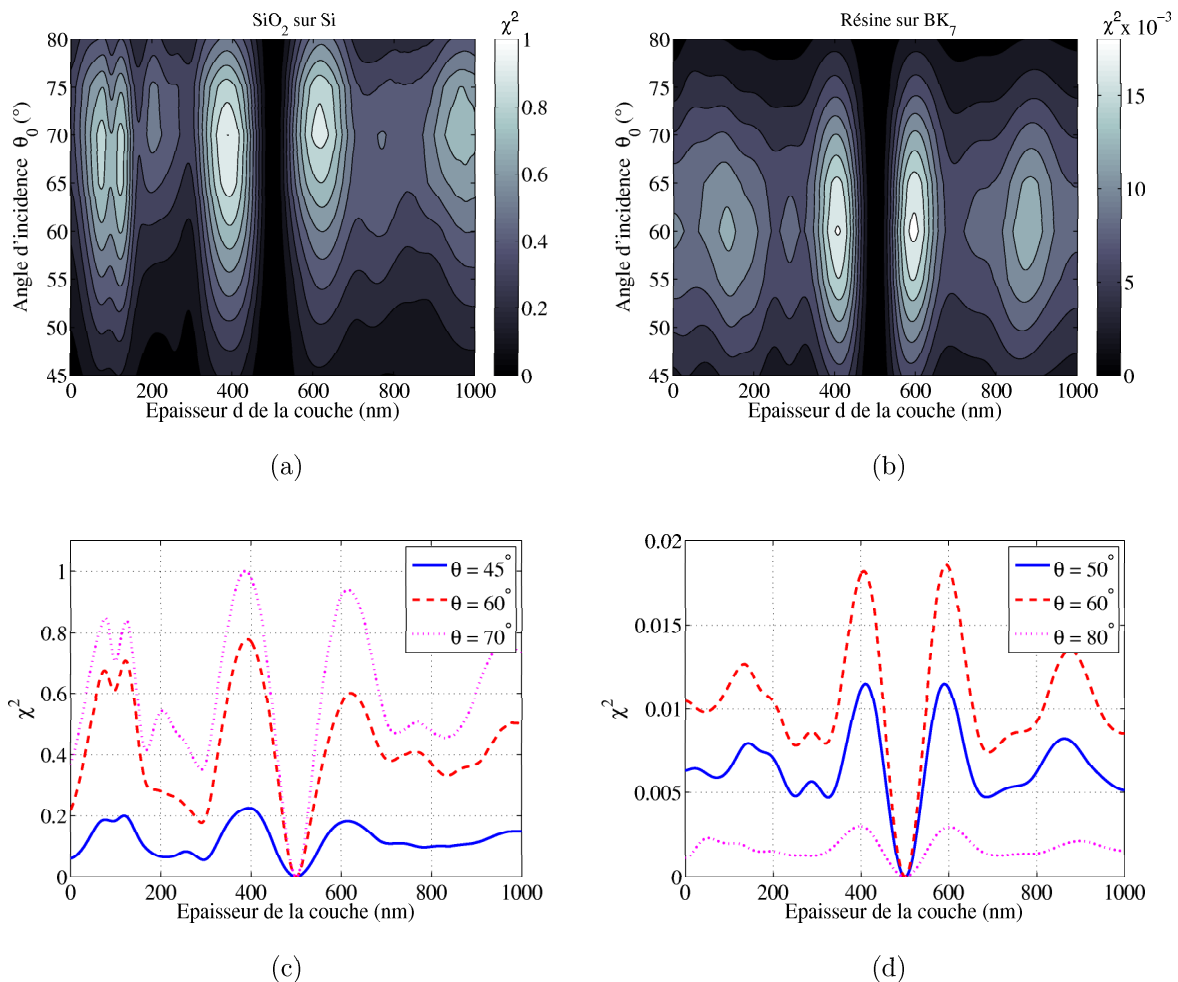 SiO2 sur Si
χ²
80
75
70
65
60
55
50
45
Angle d'incidence θ0 (°)
0
200
400
600
800
1000
Epaisseur d de la couche (nm)
1
0.8
0.6
0.4
0.2
0
(a)
Résine sur BK7
χ² x 10⁻³
80
75
70
65
60
55
50
45
Angle d'incidence θ0 (°)
0
200
400
600
800
1000
Epaisseur d de la couche (nm)
15
10
5
0
(b)
1
0.8
0.6
0.4
0.2
0
χ²
θ = 45°
θ = 60°
θ = 70°
0
200
400
600
800
1000
Epaisseur de la couche (nm)
(c)
0.02
0.015
0.01
0.005
0
χ²
θ = 50°
θ = 60°
θ = 80°
0
200
400
600
800
1000
Epaisseur de la couche (nm)
(d)